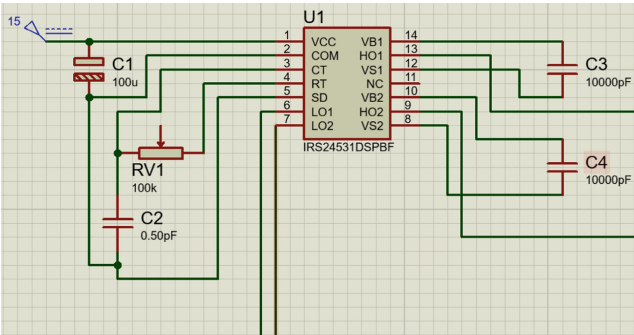 15
U1
C1
100u
RV1
100k
C2
0.50pF
1 VCC VB1 14
2 COM HO1 13
3 CT VS1 12
4 RT NC 11
5 SD VB2 10
6 LO1 HO2 9
7 LO2 VS2 8
IRS24531DSPBF
C3
10000pF
C4
10000pF